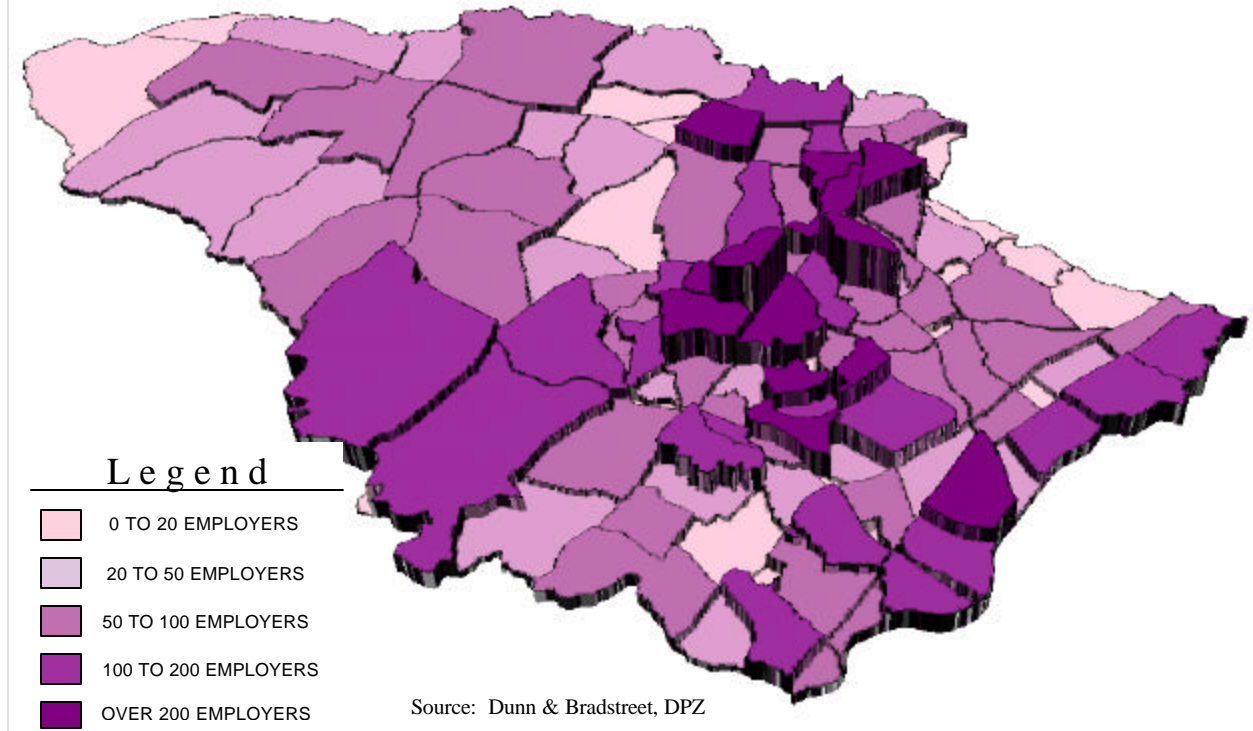 Legend
0 TO 20 EMPLOYERS
20 TO 50 EMPLOYERS
50 TO 100 EMPLOYERS
100 TO 200 EMPLOYERS
OVER 200 EMPLOYERS
Source: Dunn & Bradstreet, DPZ